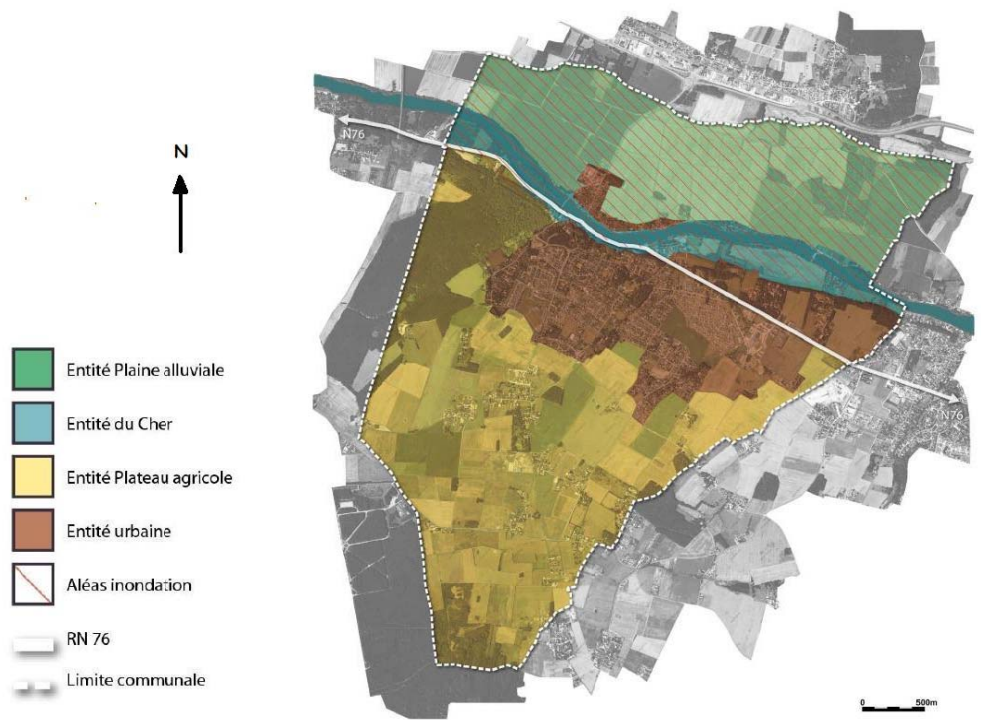 N76
N
N76
Entité Plaine alluviale
Entité du Cher
Entité Plateau agricole
Entité urbaine
Aléas inondation
RN 76
Limite communale
0 500m